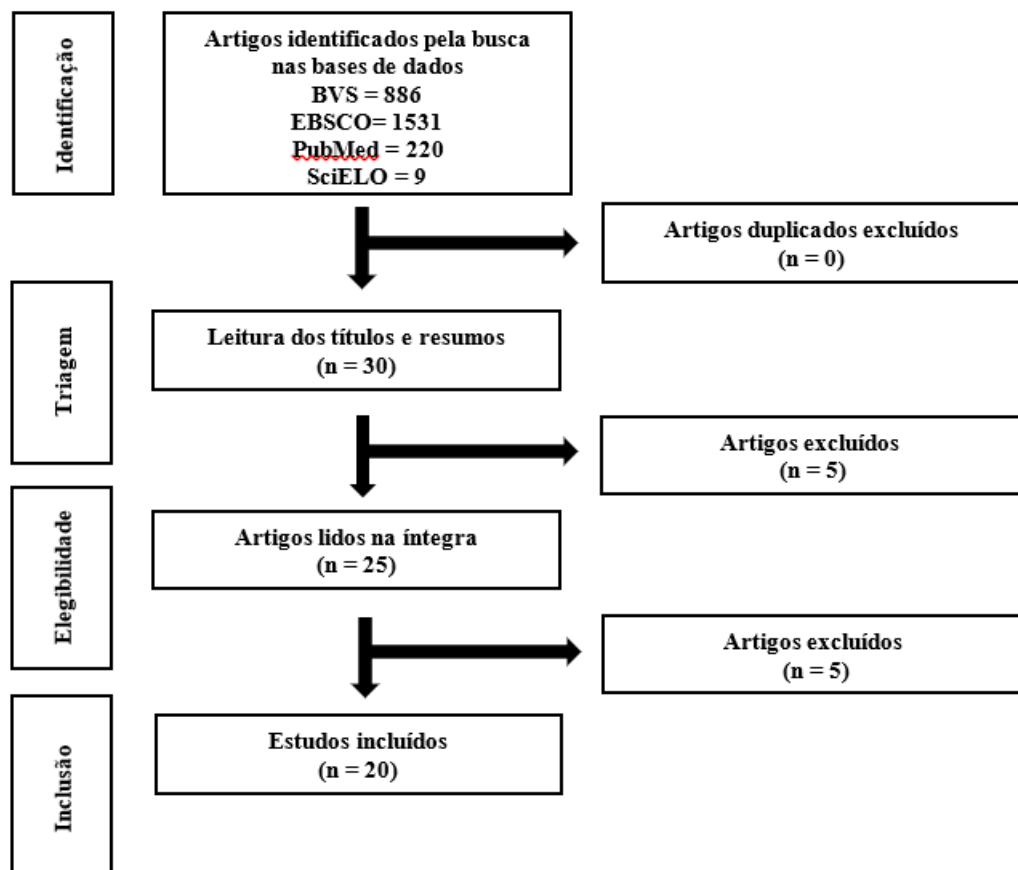 Identificação
Artigos identificados pela busca
nas bases de dados
BVS = 886
EBSCO= 1531
PubMed = 220
SciELO = 9
Artigos duplicados excluídos
(n = 0)
Triagem
Leitura dos títulos e resumos
(n = 30)
Artigos excluídos
(n = 5)
Elegibilidade
Artigos lidos na íntegra
(n = 25)
Artigos excluídos
(n = 5)
Inclusão
Estudos incluídos
(n = 20)